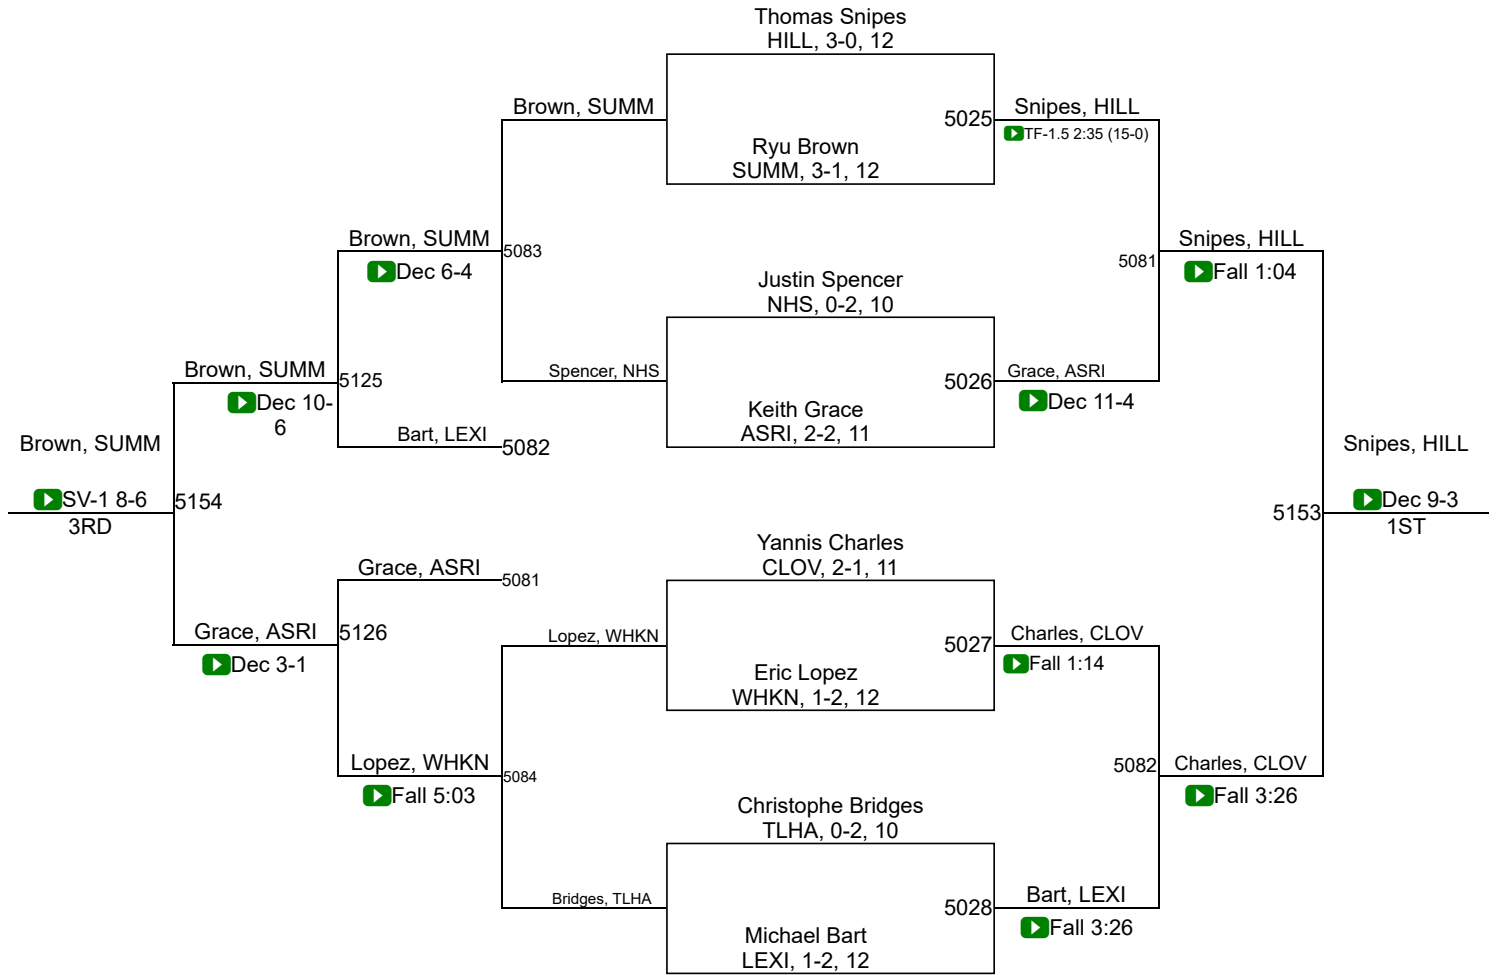 Thomas Snipes
HILL, 3-0, 12
Brown, SUMM
5025
Snipes, HILL
TF-1.5 2:35 (15-0)
Ryu Brown
SUMM, 3-1, 12
Brown, SUMM
5083
Dec 6-4
Snipes, HILL
5081
Fall 1:04
Justin Spencer
NHS, 0-2, 10
Brown, SUMM
5125
Dec 10-
6
Spencer, NHS
5026
Grace, ASRI
Dec 11-4
Keith Grace
ASRI, 2-2, 11
Bart, LEXI
5082
Brown, SUMM
SV-1 8-6
3RD
5154
Snipes, HILL
5153
Dec 9-3
1ST
Yannis Charles
CLOV, 2-1, 11
Grace, ASRI
5081
Grace, ASRI
5126
Dec 3-1
Lopez, WHKN
5027
Charles, CLOV
Fall 1:14
Eric Lopez
WHKN, 1-2, 12
Lopez, WHKN
5084
Fall 5:03
5082
Charles, CLOV
Fall 3:26
Christophe Bridges
TLHA, 0-2, 10
Bridges, TLHA
5028
Bart, LEXI
Fall 3:26
Michael Bart
LEXI, 1-2, 12